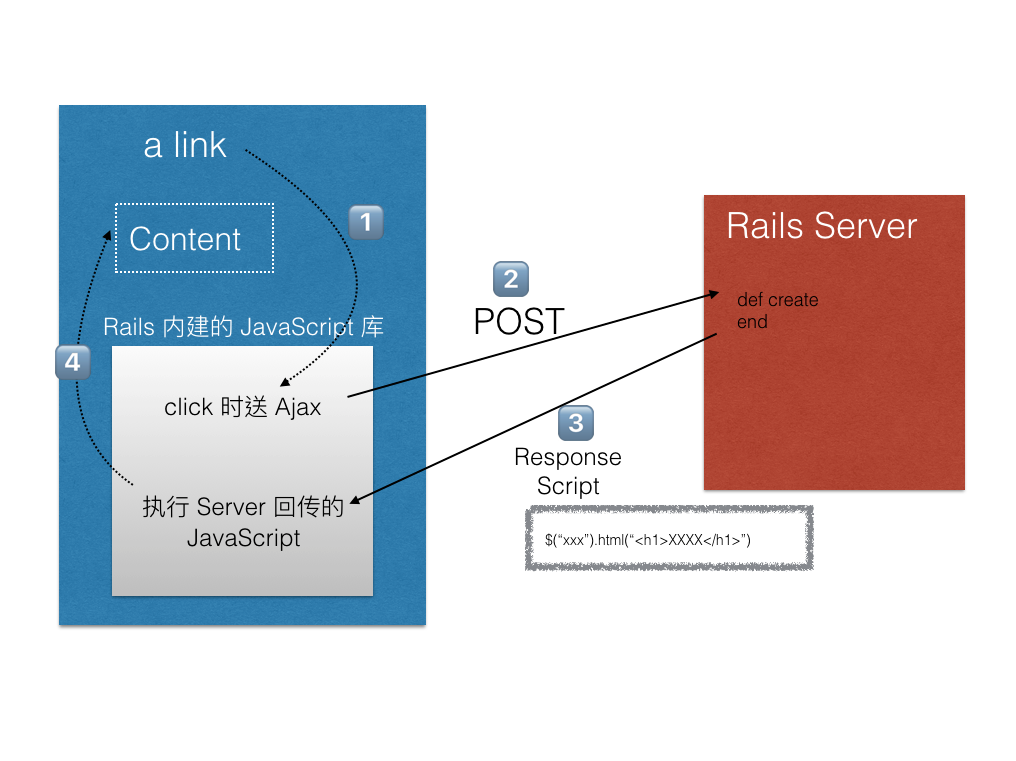 a link
1
Content
Rails 内建的 JavaScript 库
4
click 时送 Ajax
执行 Server 回传的
JavaScript
2
POST
3
Response
Script
$(“xxx”).html(“<h1>XXXX</h1>”)
Rails Server
def create
end